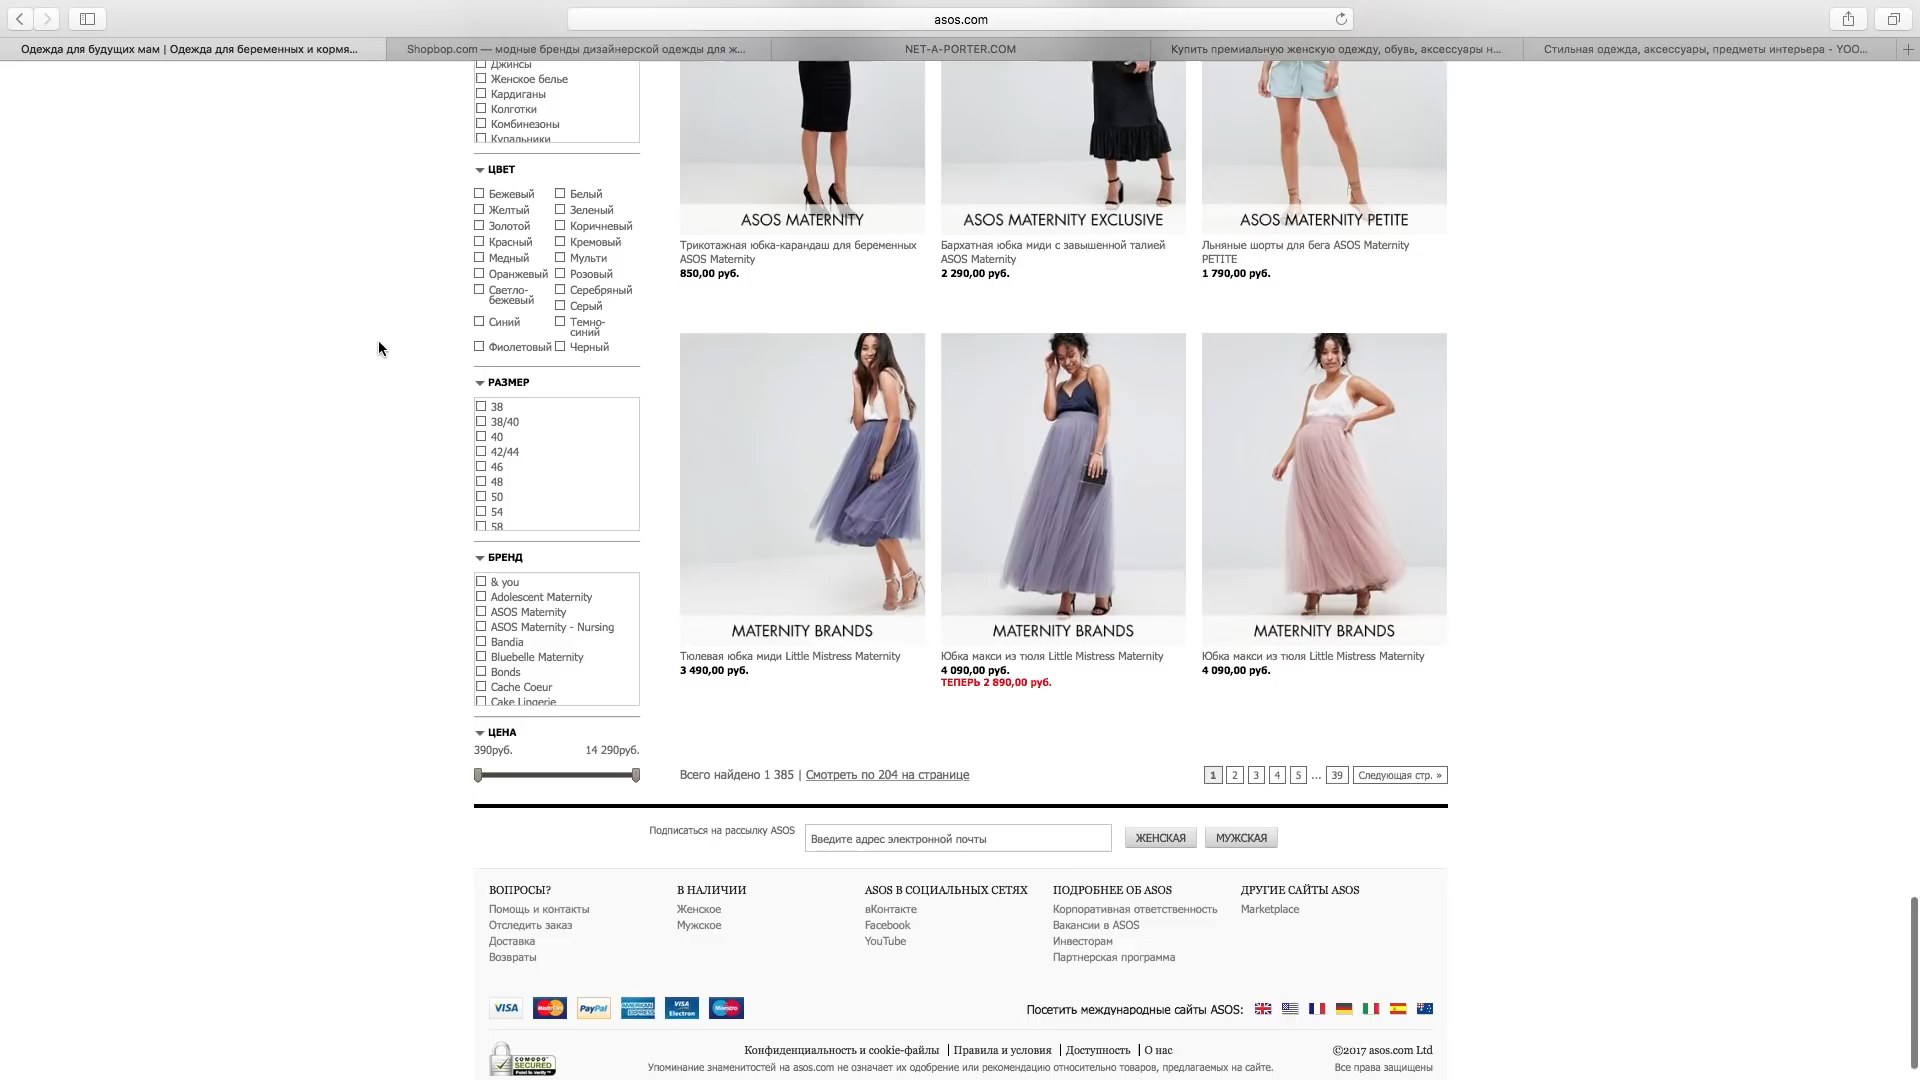 asos.com
Одежда для будущих мам | Одежда для беременных и кормя...
Shopbop.com — модные бренды дизайнерской одежды для ж...
NET-A-PORTER.COM
Купить премиальную женскую одежду, обувь, аксессуары н...
Стильная одежда, аксессуары, предметы интерьера - YOO...
Джинсы
Женское белье
Кардиганы
Колготки
Комбинезоны
Купальники
ЦВЕТ
Бежевый Белый
Желтый Зеленый
Золотой Коричневый
Красный Кремовый
Медный Мульти
Оранжевый Розовый
Светло-бежевый Серебряный
Серый
Синий Темно-синий
Фиолетовый Черный
РАЗМЕР
38
38/40
40
42/44
46
48
50
54
58
БРЕНД
& you
Adolescent Maternity
ASOS Maternity
ASOS Maternity - Nursing
Bandia
Bluebelle Maternity
Bonds
Cache Coeur
Cake Lingerie
ЦЕНА
390руб. 14 290руб.
ASOS MATERNITY
Трикотажная юбка-карандаш для беременных
ASOS Maternity
850,00 руб.
ASOS MATERNITY EXCLUSIVE
Бархатная юбка миди с завышенной талией
ASOS Maternity
2 290,00 руб.
ASOS MATERNITY PETITE
Льняные шорты для бега ASOS Maternity
PETITE
1 790,00 руб.
MATERNITY BRANDS
Тюлевая юбка миди Little Mistress Maternity
3 490,00 руб.
MATERNITY BRANDS
Юбка макси из тюля Little Mistress Maternity
4 090,00 руб.
ТЕПЕРЬ 2 890,00 руб.
MATERNITY BRANDS
Юбка макси из тюля Little Mistress Maternity
4 090,00 руб.
Всего найдено 1 385 | Смотреть по 204 на странице
1 2 3 4 5 ... 39 Следующая стр. »
Подписаться на рассылку ASOS Введите адрес электронной почты ЖЕНСКАЯ МУЖСКАЯ
ВОПРОСЫ?
Помощь и контакты
Отследить заказ
Доставка
Возвраты
В НАЛИЧИИ
Женское
Мужское
ASOS В СОЦИАЛЬНЫХ СЕТЯХ
вКонтакте
Facebook
YouTube
ПОДРОБНЕЕ ОБ ASOS
Корпоративная ответственность
Вакансии в ASOS
Инвесторам
Партнерская программа
ДРУГИЕ САЙТЫ ASOS
Marketplace
VISA MasterCard PayPal AMERICAN EXPRESS VISA Electron Maestro
Посетить международные сайты ASOS:
COMODO
SECURED
Конфиденциальность и cookie-файлы | Правила и условия | Доступность | О нас
©2017 asos.com Ltd
Упоминание знаменитостей на asos.com не означает их одобрение или рекомендацию относительно товаров, предлагаемых на сайте.
Все права защищены